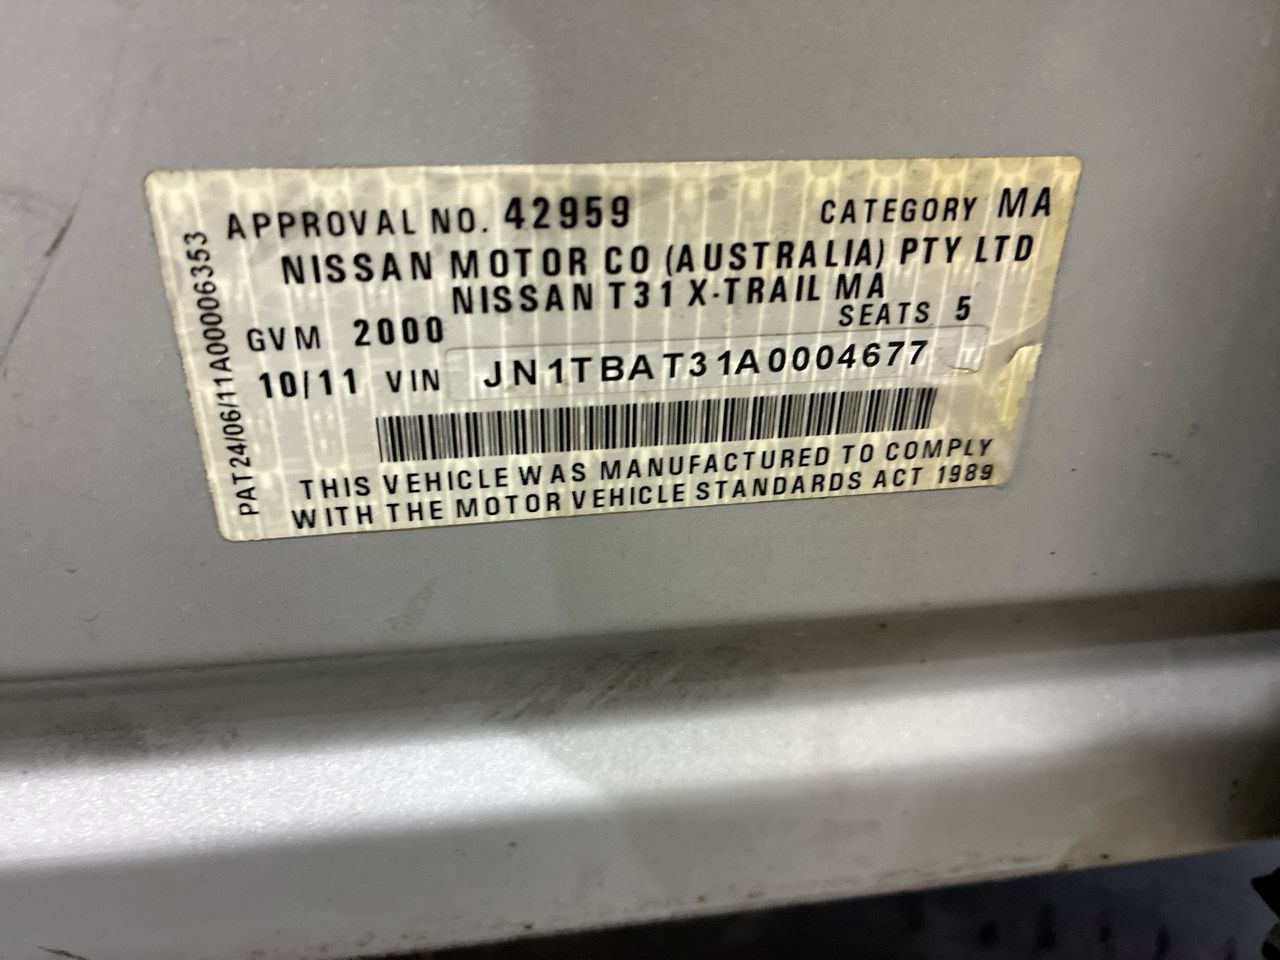 APPROVAL NO. 42959 CATEGORY MA
NISSAN MOTOR CO (AUSTRALIA) PTY LTD
NISSAN T31 X-TRAIL MA
GVM 2000 SEATS 5
10/11 VIN JN1TBAT31A0004677
THIS VEHICLE WAS MANUFACTURED TO COMPLY
WITH THE MOTOR VEHICLE STANDARDS ACT 1989
PAT24/06/11A00006353